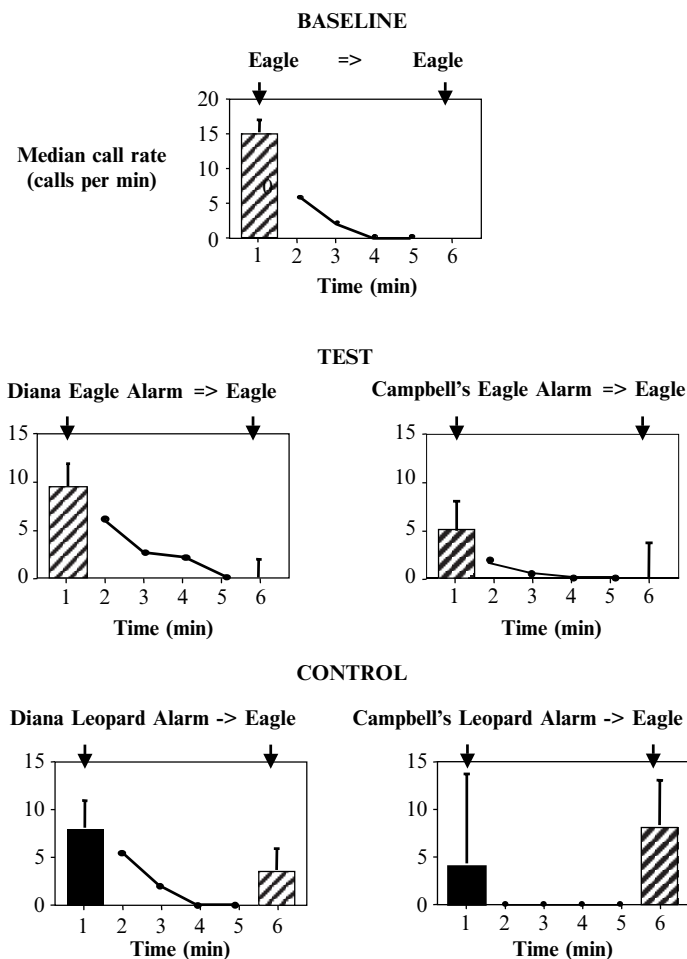 BASELINE
Eagle => Eagle
20
15
0
5
0
Median call rate
(calls per min)
1 2 3 4 5 6
Time (min)
TEST
Diana Eagle Alarm => Eagle
15
10
5
0
1 2 3 4 5 6
Time (min)
Campbell's Eagle Alarm => Eagle
15
10
5
0
1 2 3 4 5 6
Time (min)
CONTROL
Diana Leopard Alarm -> Eagle
15
10
5
0
1 2 3 4 5 6
Time (min)
Campbell's Leopard Alarm -> Eagle
15
10
5
0
1 2 3 4 5 6
Time (min)